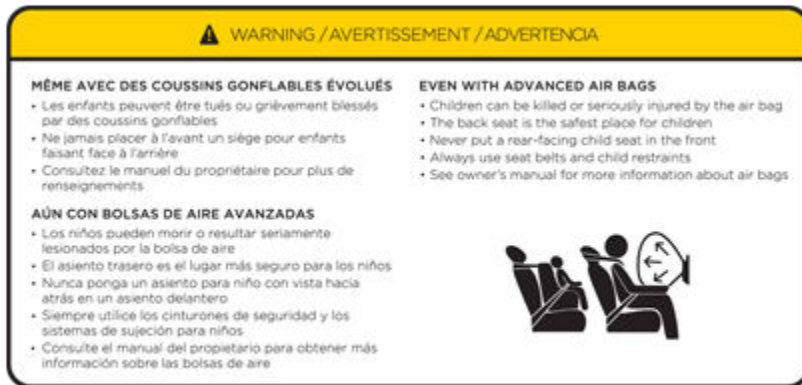 WARNING / AVERTISSEMENT / ADVERTENCIA
MÊME AVEC DES COUSSINS GONFLABLES ÉVOLUÉS
• Les enfants peuvent être tués ou grièvement blessés
par des coussins gonflables
• Ne jamais placer à l'avant un siège pour enfants
faisant face à l'arrière
• Consultez le manuel du propriétaire pour plus de
renseignements
AÚN CON BOLSAS DE AIRE AVANZADAS
• Los niños pueden morir o resultar seriamente
lesionados por la bolsa de aire
• El asiento trasero es el lugar más seguro para los niños
• Nunca ponga un asiento para niño con vista hacia
atrás en un asiento delantero
• Siempre utilice los cinturones de seguridad y los
sistemas de sujeción para niños
• Consulte el manual del propietario para obtener más
información sobre las bolsas de aire
EVEN WITH ADVANCED AIR BAGS
• Children can be killed or seriously injured by the air bag
• The back seat is the safest place for children
• Never put a rear-facing child seat in the front
• Always use seat belts and child restraints
• See owner's manual for more information about air bags